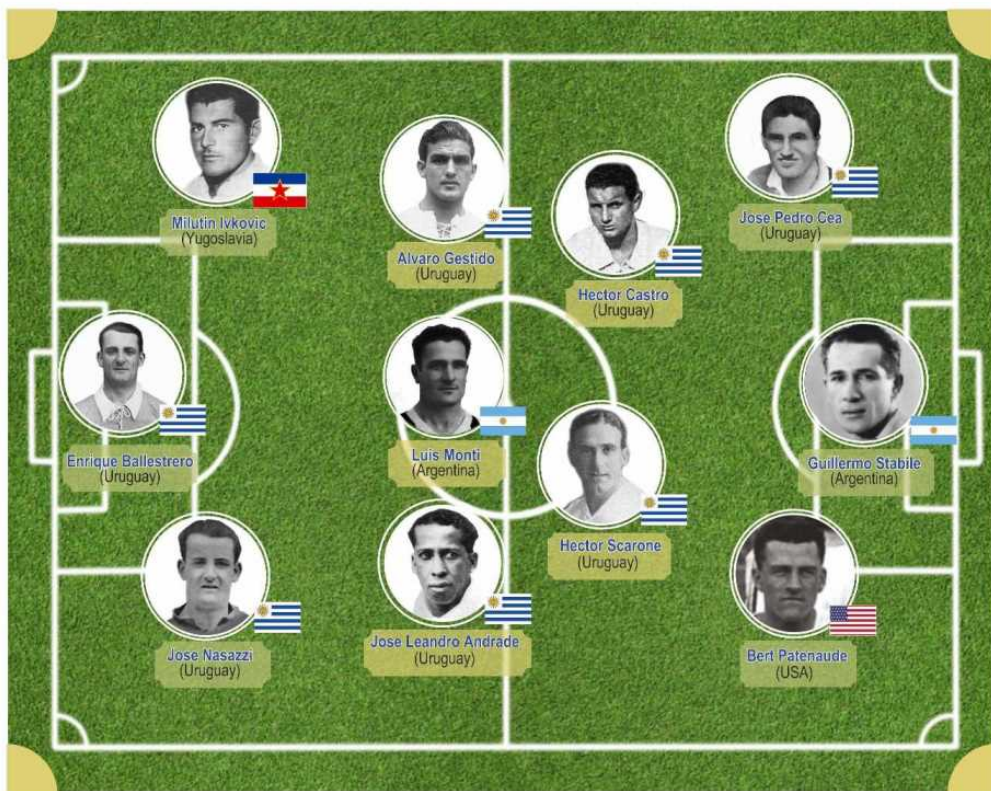 Milutin Ivkovic
(Yugoslavia)
Alvaro Gestido
(Uruguay)
Hector Castro
(Uruguay)
Jose Pedro Cea
(Uruguay)
Enrique Ballestrero
(Uruguay)
Luis Monti
(Argentina)
Guillermo Stabile
(Argentina)
Hector Scarone
(Uruguay)
Jose Nasazzi
(Uruguay)
Jose Leandro Andrade
(Uruguay)
Bert Patenaude
(USA)